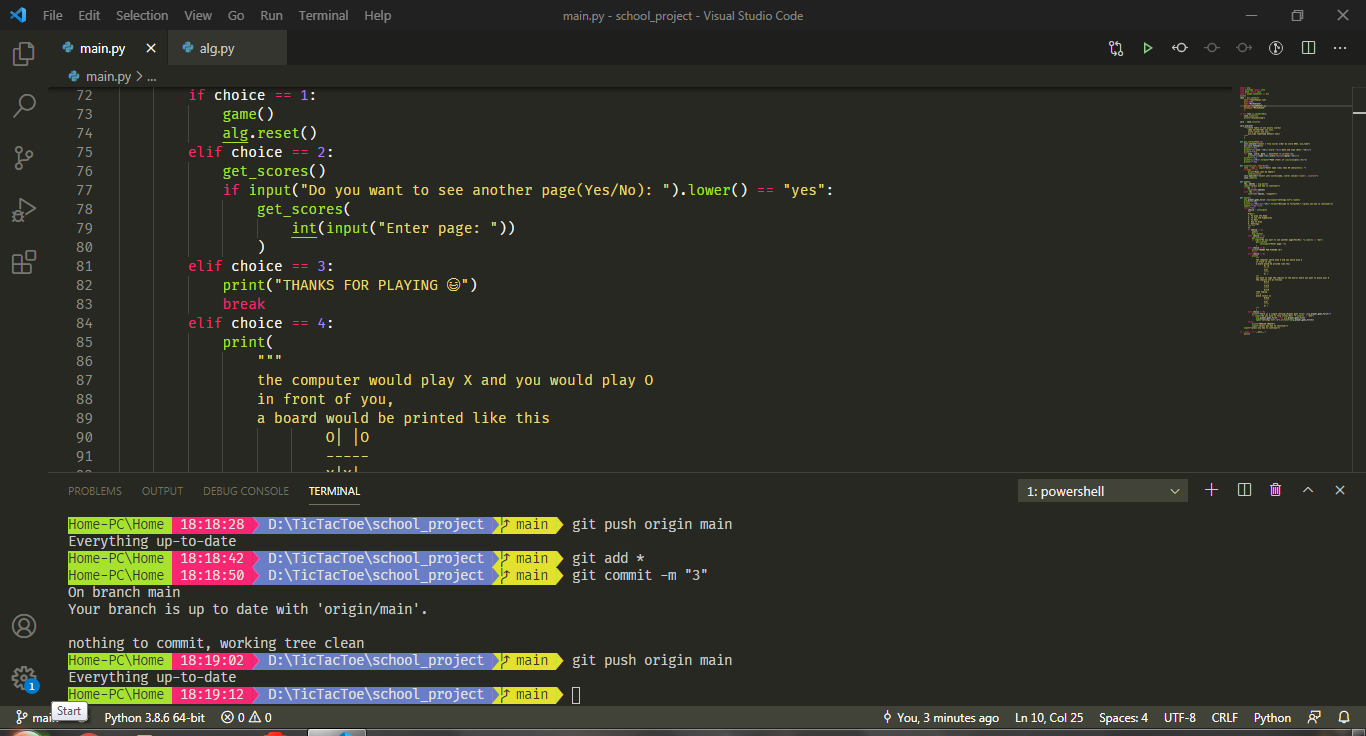 File Edit Selection View Go Run Terminal Help main.py - school_project - Visual Studio Code
main.py alg.py
main.py > ...
72 if choice == 1:
73 game()
74 alg.reset()
75 elif choice == 2:
76 get_scores()
77 if input("Do you want to see another page(Yes/No): ").lower() == "yes":
78 get_scores(
79 int(input("Enter page: "))
80 )
81 elif choice == 3:
82 print("THANKS FOR PLAYING 😄")
83 break
84 elif choice == 4:
85 print(
86 """
87 the computer would play X and you would play O
88 in front of you,
89 a board would be printed like this
90 O| |O
91 -----
PROBLEMS OUTPUT DEBUG CONSOLE TERMINAL 1: powershell
Home-PC\Home 18:18:28 D:\TicTacToe\school_project main git push origin main
Everything up-to-date
Home-PC\Home 18:18:42 D:\TicTacToe\school_project main git add *
Home-PC\Home 18:18:50 D:\TicTacToe\school_project main git commit -m "3"
On branch main
Your branch is up to date with 'origin/main'.
nothing to commit, working tree clean
Home-PC\Home 18:19:02 D:\TicTacToe\school_project main git push origin main
Everything up-to-date
Home-PC\Home 18:19:12 D:\TicTacToe\school_project main
1
Start
Python 3.8.6 64-bit 0 0 You, 3 minutes ago Ln 10, Col 25 Spaces: 4 UTF-8 CRLF Python